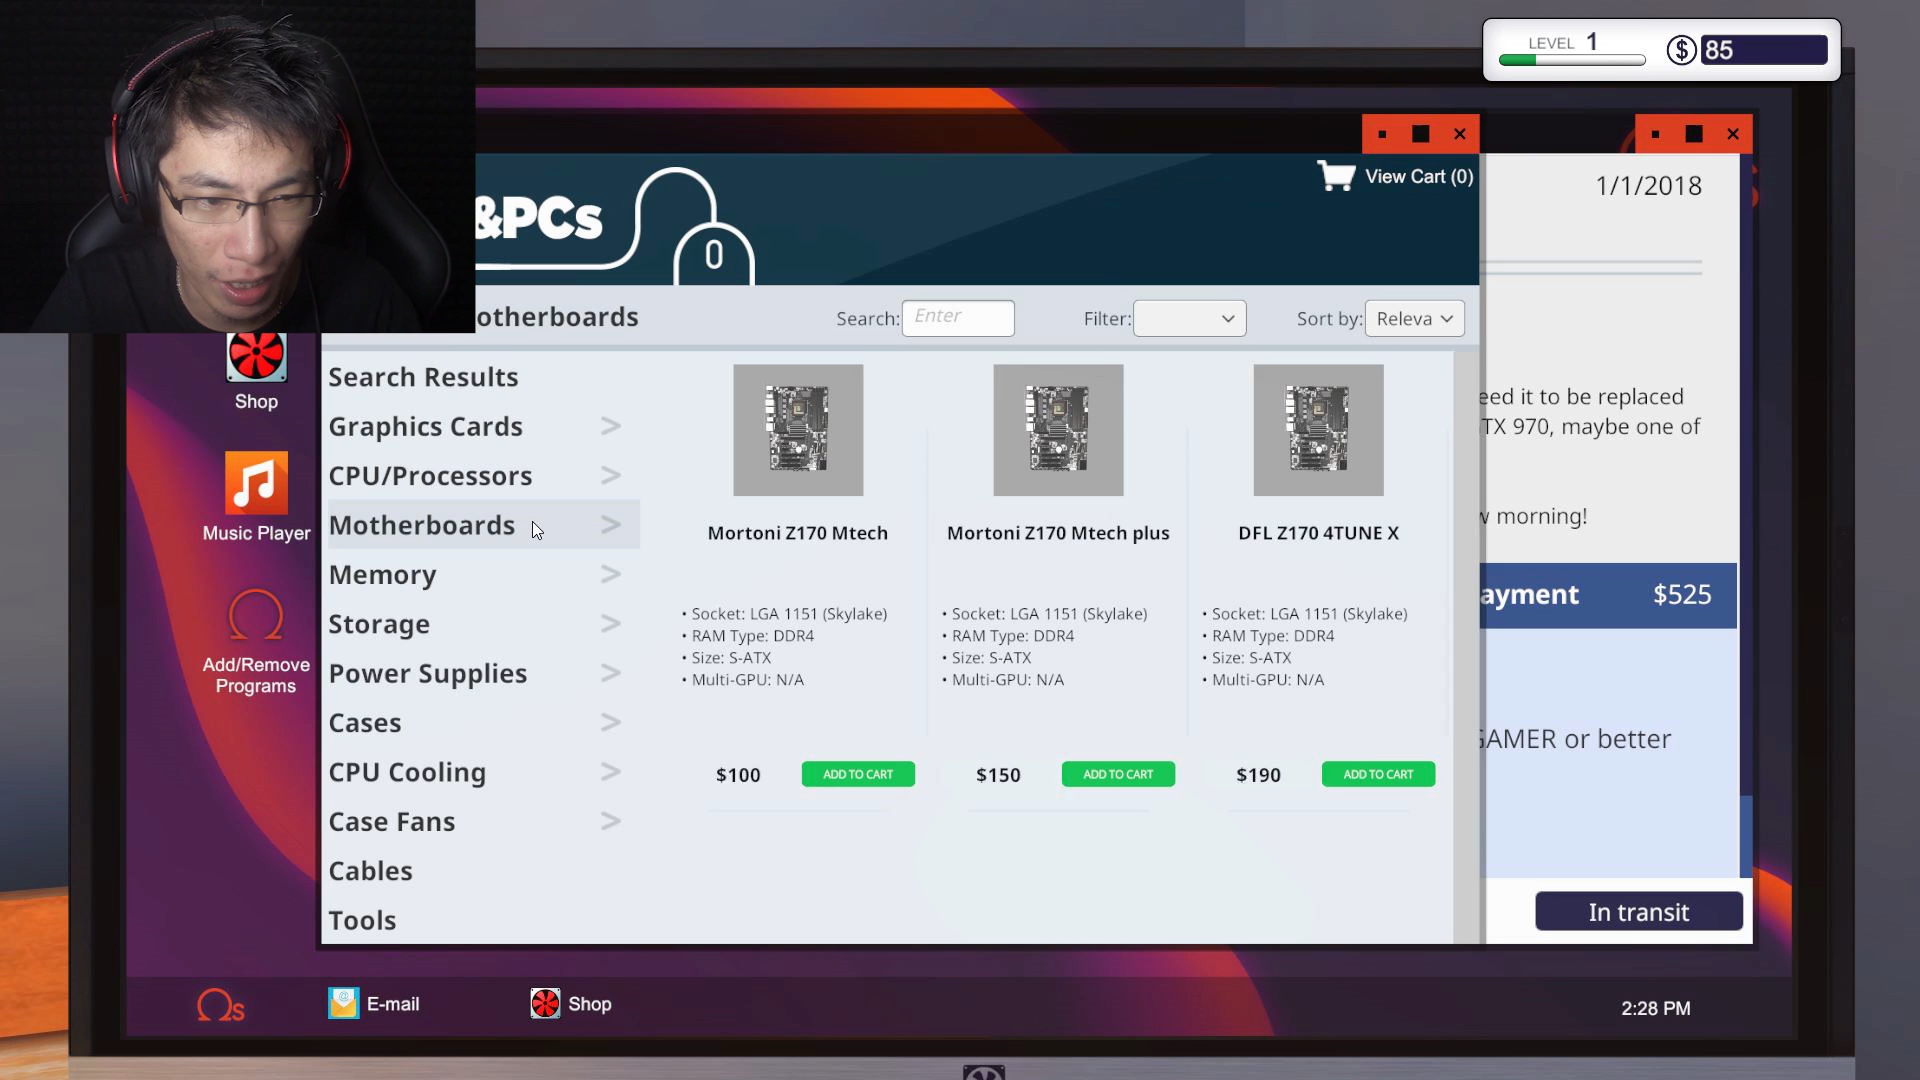 LEVEL 1
$ 85
View Cart (0)
&PCs
1/1/2018
otherboards
Search: Enter
Filter:
Sort by: Releva
Shop
Music Player
Add/Remove
Programs
Search Results
Graphics Cards >
CPU/Processors >
Motherboards >
Memory >
Storage >
Power Supplies >
Cases >
CPU Cooling >
Case Fans >
Cables
Tools
Mortoni Z170 Mtech
• Socket: LGA 1151 (Skylake)
• RAM Type: DDR4
• Size: S-ATX
• Multi-GPU: N/A
$100 ADD TO CART
Mortoni Z170 Mtech plus
• Socket: LGA 1151 (Skylake)
• RAM Type: DDR4
• Size: S-ATX
• Multi-GPU: N/A
$150 ADD TO CART
DFL Z170 4TUNE X
• Socket: LGA 1151 (Skylake)
• RAM Type: DDR4
• Size: S-ATX
• Multi-GPU: N/A
$190 ADD TO CART
eed it to be replaced
TX 970, maybe one of
w morning!
ayment $525
GAMER or better
In transit
Ωs
E-mail
Shop
2:28 PM